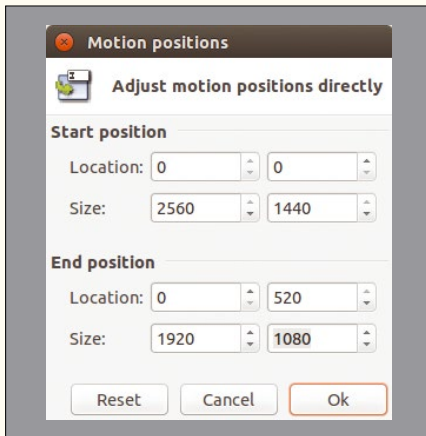 Motion positions
Adjust motion positions directly
Start position
Location: 0 0
Size: 2560 1440
End position
Location: 0 520
Size: 1920 1080
Reset Cancel Ok